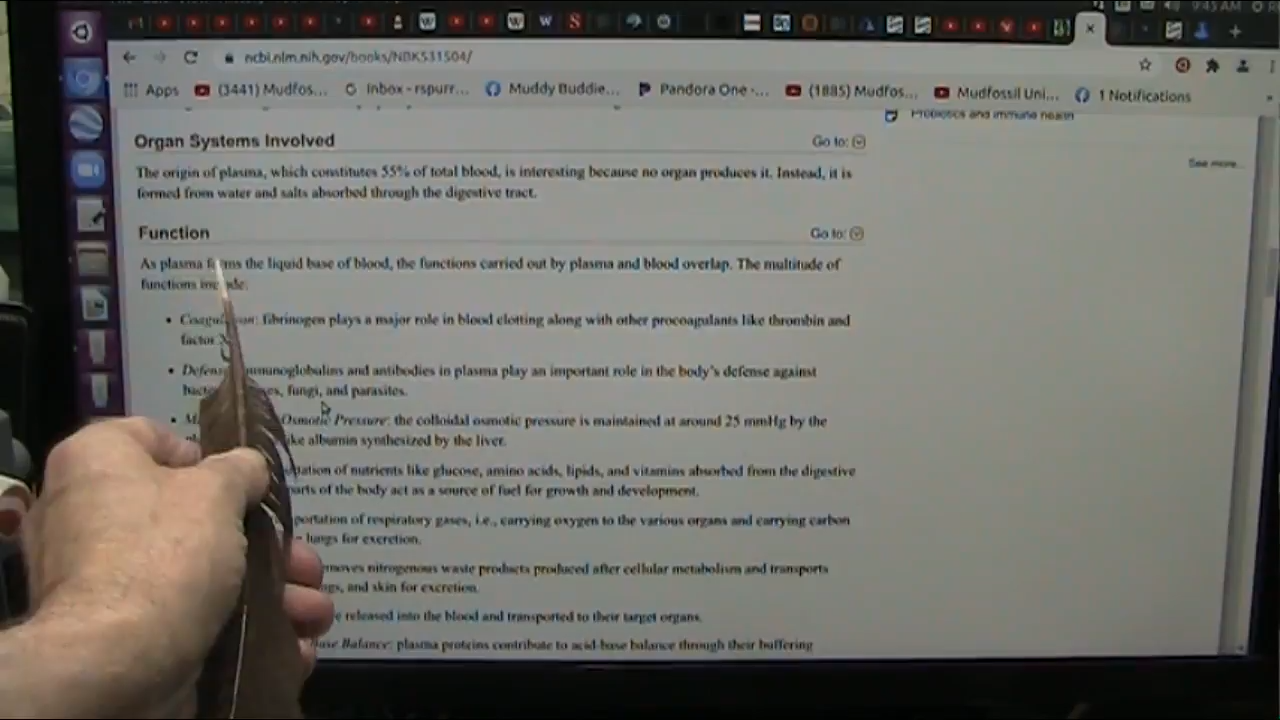 9:45 AM
ncbi.nlm.nih.gov/books/NBK531504/
Apps (3441) Mudfos... Inbox - rspurr... Muddy Buddie... Pandora One -... (1885) Mudfos... Mudfossil Uni... 1 Notifications
Probiotics and immune health
See more...
Organ Systems Involved Go to:
The origin of plasma, which constitutes 55% of total blood, is interesting because no organ produces it. Instead, it is
formed from water and salts absorbed through the digestive tract.
Function Go to:
As plasma forms the liquid base of blood, the functions carried out by plasma and blood overlap. The multitude of
functions include:
fibrinogen plays a major role in blood clotting along with other procoagulants like thrombin and
factor
immunoglobulins and antibodies in plasma play an important role in the body's defense against
fungi, and parasites.
Osmotic Pressure: the colloidal osmotic pressure is maintained at around 25 mmHg by the
like albumin synthesized by the liver.
of nutrients like glucose, amino acids, lipids, and vitamins absorbed from the digestive
of the body act as a source of fuel for growth and development.
of respiratory gases, i.e., carrying oxygen to the various organs and carrying carbon
lungs for excretion.
nitrogenous waste products produced after cellular metabolism and transports
and skin for excretion.
released into the blood and transported to their target organs.
Balance: plasma proteins contribute to acid-base balance through their buffering